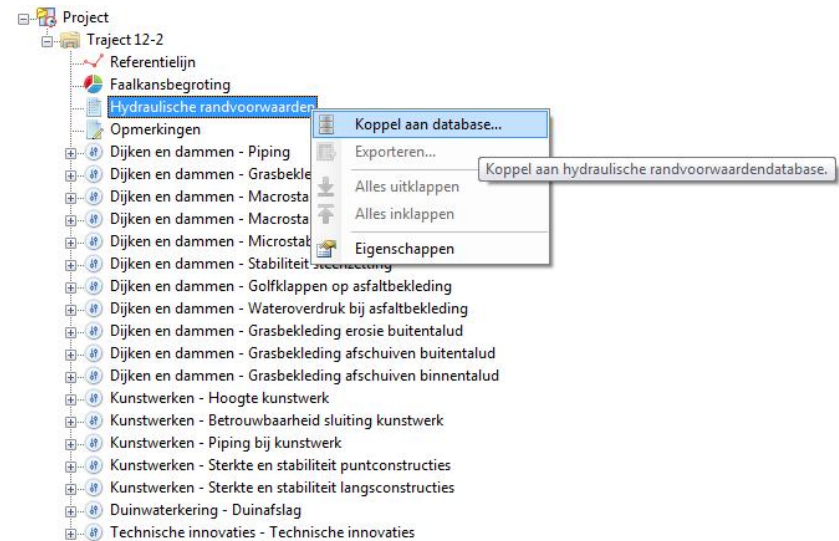 Project
Traject 12-2
Referentielijn
Faalkansbegroting
Hydraulische randvoorwaarden
Koppel aan database...
Opmerkingen
Exporteren...
Dijken en dammen - Piping
Koppel aan hydraulische randvoorwaardendatabase.
Dijken en dammen - Grasbekle
Alles uitklappen
Dijken en dammen - Macrosta
Alles inklappen
Dijken en dammen - Macrosta
Dijken en dammen - Microstab
Eigenschappen
Dijken en dammen - Stabiliteit steenzetting
Dijken en dammen - Golfklappen op asfaltbekleding
Dijken en dammen - Wateroverdruk bij asfaltbekleding
Dijken en dammen - Grasbekleding erosie buitentalud
Dijken en dammen - Grasbekleding afschuiven buitentalud
Dijken en dammen - Grasbekleding afschuiven binnentalud
Kunstwerken - Hoogte kunstwerk
Kunstwerken - Betrouwbaarheid sluiting kunstwerk
Kunstwerken - Piping bij kunstwerk
Kunstwerken - Sterkte en stabiliteit puntconstructies
Kunstwerken - Sterkte en stabiliteit langsconstructies
Duinwaterkering - Duinafslag
Technische innovaties - Technische innovaties